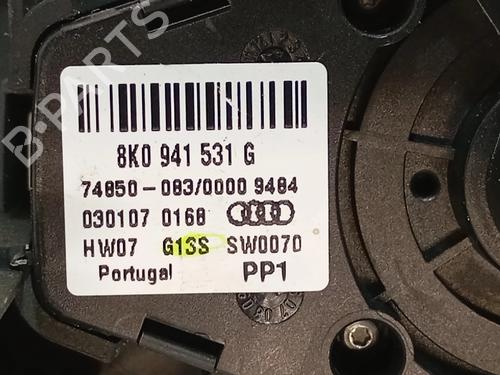 B-PARTS
8K0 941 531 G
74850-083/0000 9484
030107 0168
HW07 G13S SW0070
Portugal PP1